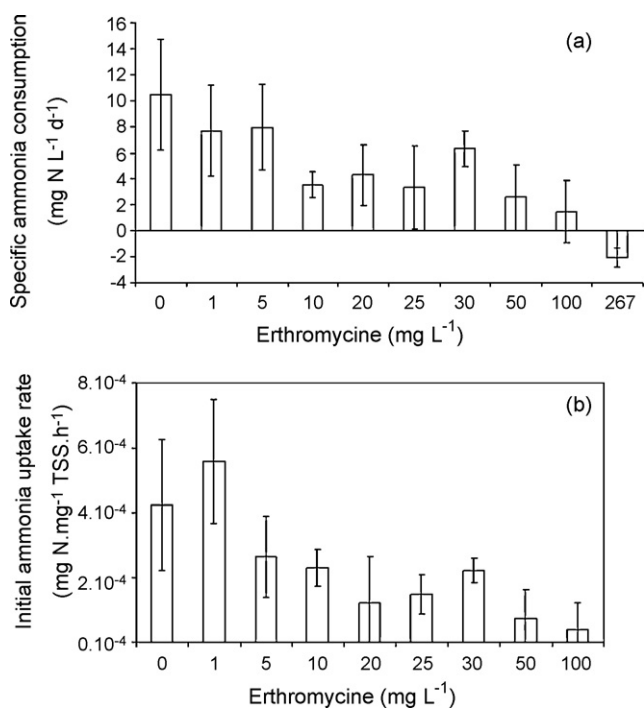 (a)
Specific ammonia consumption
(mg N L⁻¹ d⁻¹)
16
14
12
10
8
6
4
2
0
-2
-4
0 1 5 10 20 25 30 50 100 267
Erthromycine (mg L⁻¹)
(b)
Initial ammonia uptake rate
(mg N.mg⁻¹ TSS.h⁻¹)
8.10⁻⁴
6.10⁻⁴
4.10⁻⁴
2.10⁻⁴
0.10⁻⁴
0 1 5 10 20 25 30 50 100
Erthromycine (mg L⁻¹)